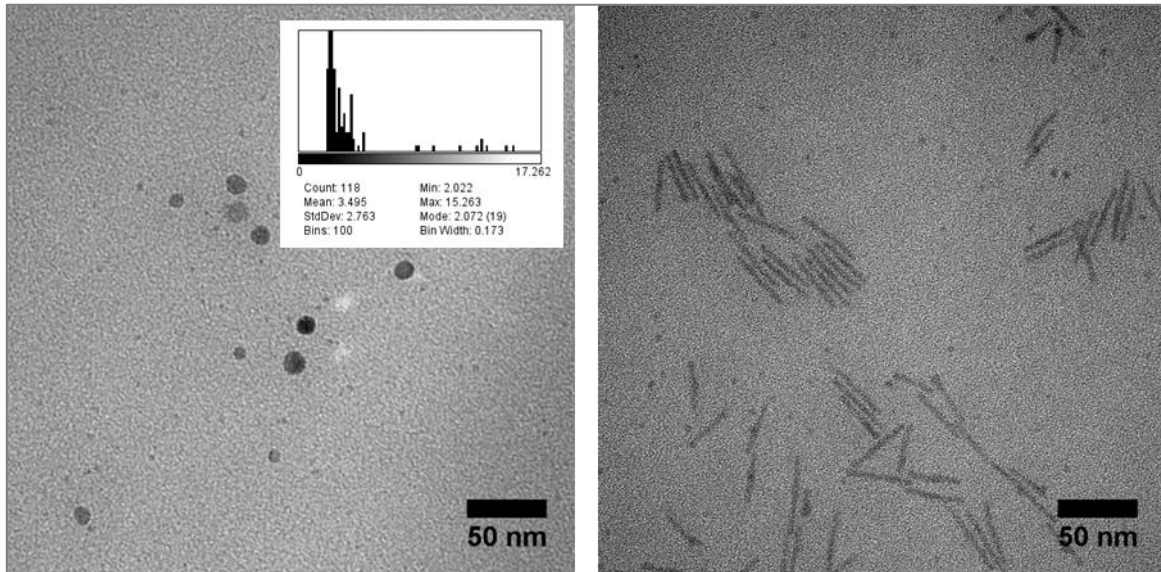 0 17.262
Count: 118 Min: 2.022
Mean: 3.495 Max: 15.263
StdDev: 2.763 Mode: 2.072 (19)
Bins: 100 Bin Width: 0.173
50 nm
50 nm